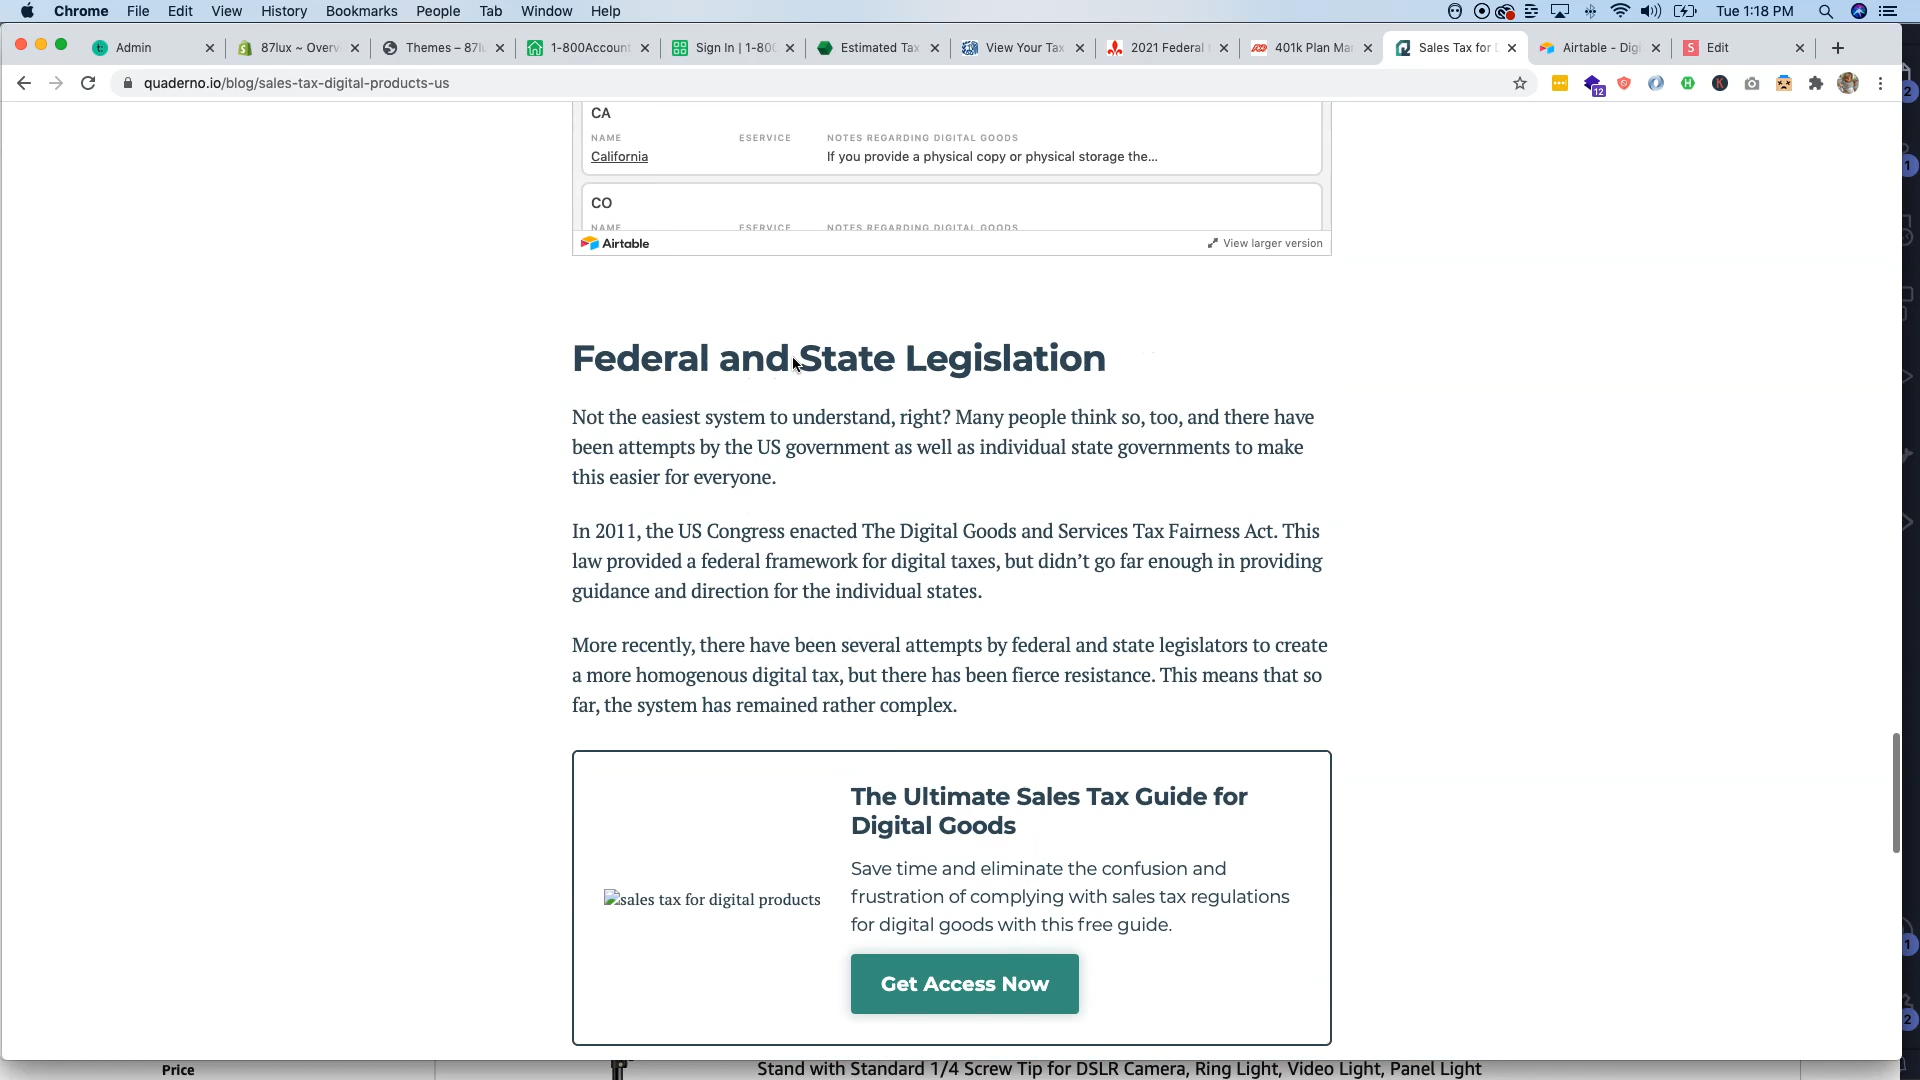 Chrome File Edit View History Bookmarks People Tab Window Help Tue 1:18 PM
Admin 87lux ~ Overv Themes – 87l 1-800Account Sign In | 1-80 Estimated Tax View Your Tax 2021 Federal 401k Plan Ma Sales Tax for Airtable - Digi Edit
quaderno.io/blog/sales-tax-digital-products-us 12
CA
NAME ESERVICE NOTES REGARDING DIGITAL GOODS
California If you provide a physical copy or physical storage the...
CO
NAME ESERVICE NOTES REGARDING DIGITAL GOODS
Airtable View larger version
Federal and State Legislation
Not the easiest system to understand, right? Many people think so, too, and there have
been attempts by the US government as well as individual state governments to make
this easier for everyone.
In 2011, the US Congress enacted The Digital Goods and Services Tax Fairness Act. This
law provided a federal framework for digital taxes, but didn’t go far enough in providing
guidance and direction for the individual states.
More recently, there have been several attempts by federal and state legislators to create
a more homogenous digital tax, but there has been fierce resistance. This means that so
far, the system has remained rather complex.
The Ultimate Sales Tax Guide for
Digital Goods
Save time and eliminate the confusion and
frustration of complying with sales tax regulations
for digital goods with this free guide.
sales tax for digital products
Get Access Now
Price Stand with Standard 1/4 Screw Tip for DSLR Camera, Ring Light, Video Light, Panel Light
2
1
1
2